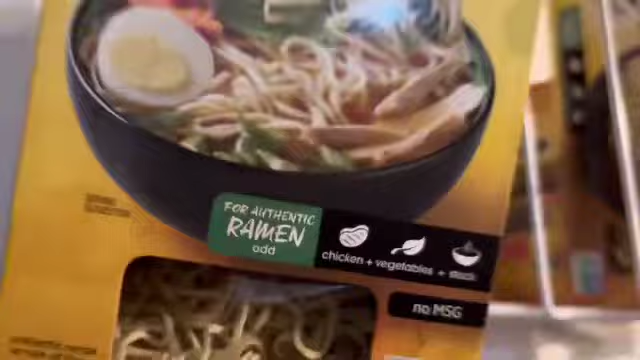 FOR AUTHENTIC
RAMEN
add
chicken + vegetables + stock
no MSG